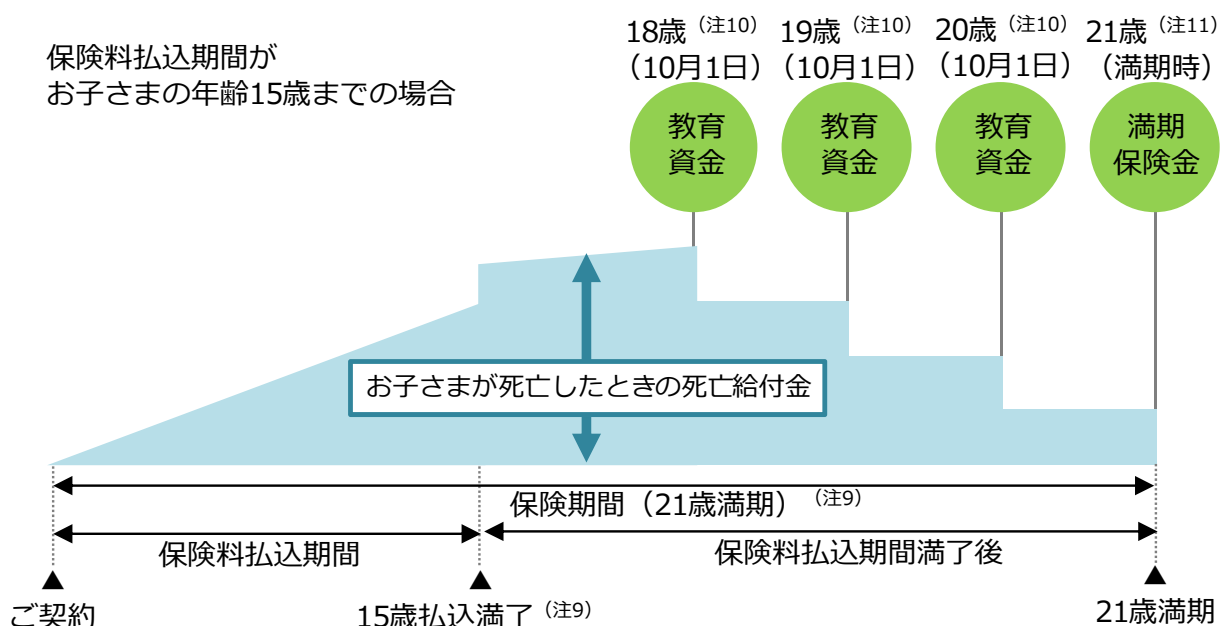 保険料払込期間が
お子さまの年齢15歳までの場合
18歳（注10）
（10月1日）
教育
資金
19歳（注10）
（10月1日）
教育
資金
20歳（注10）
（10月1日）
教育
資金
21歳（注11）
（満期時）
満期
保険金
お子さまが死亡したときの死亡給付金
保険期間（21歳満期）（注9）
保険料払込期間
保険料払込期間満了後
ご契約
15歳払込満了（注9）
21歳満期